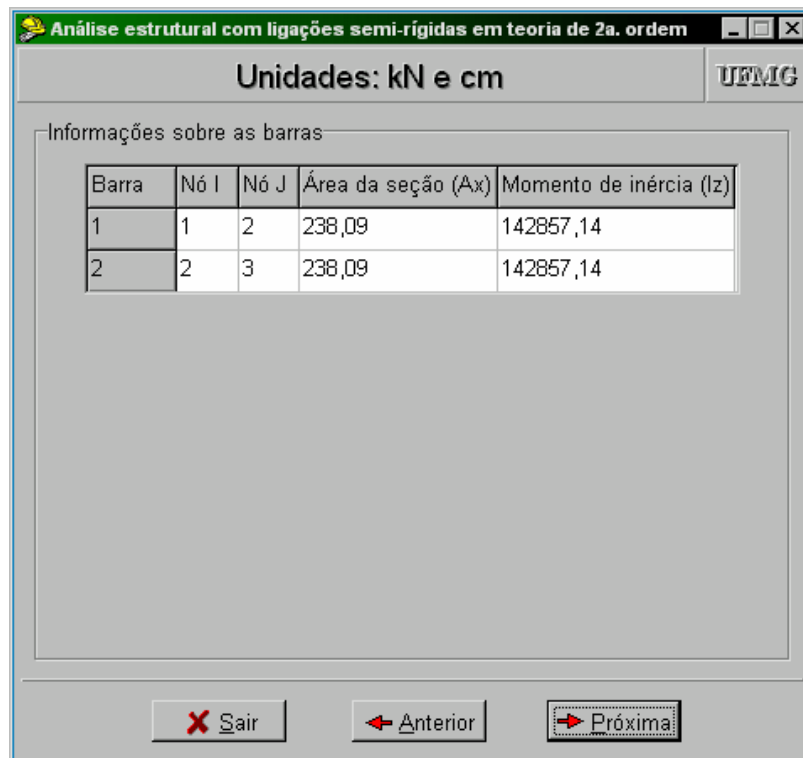 Análise estrutural com ligações semi-rígidas em teoria de 2a. ordem
Unidades: kN e cm
UFMG
Informações sobre as barras
Barra Nó I Nó J Área da seção (Ax) Momento de inércia (Iz)
1 1 2 238,09 142857,14
2 2 3 238,09 142857,14
Sair Anterior Próxima